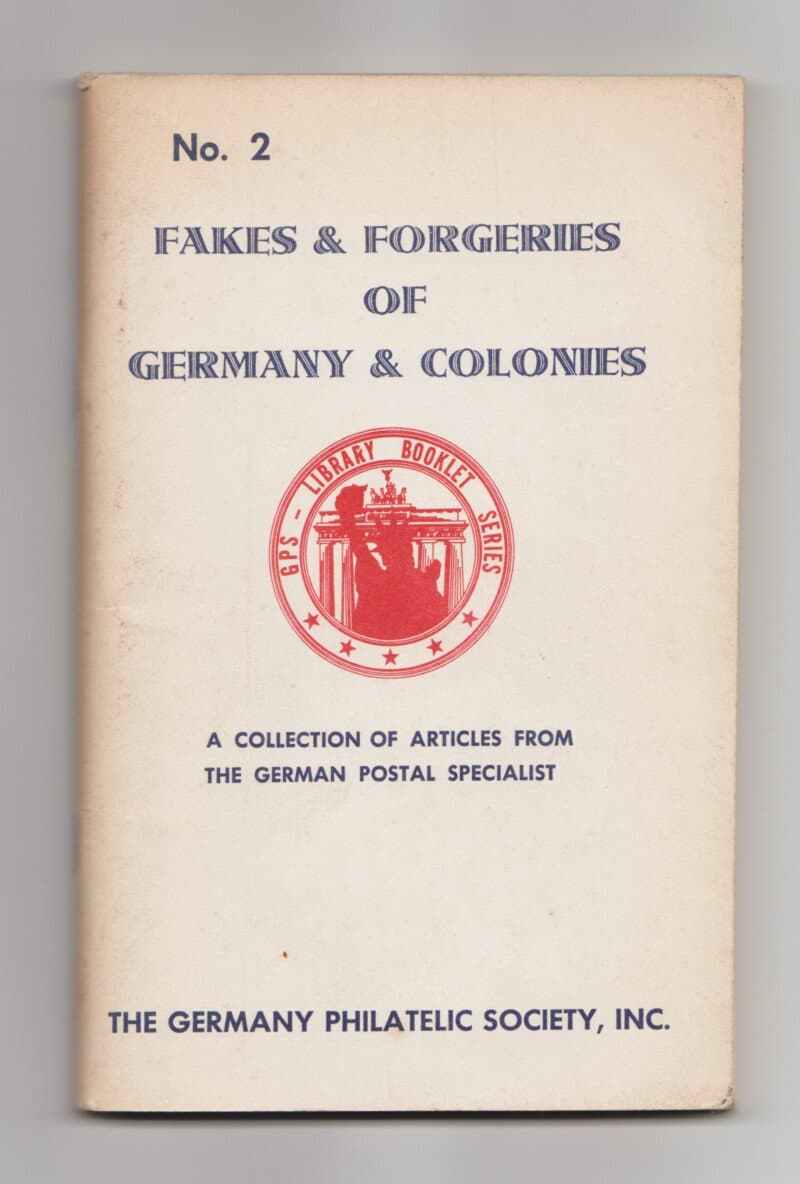 No. 2
FAKES & FORGERIES
OF
GERMANY & COLONIES
GPS - LIBRARY BOOKLET SERIES
A COLLECTION OF ARTICLES FROM
THE GERMAN POSTAL SPECIALIST
THE GERMANY PHILATELIC SOCIETY, INC.